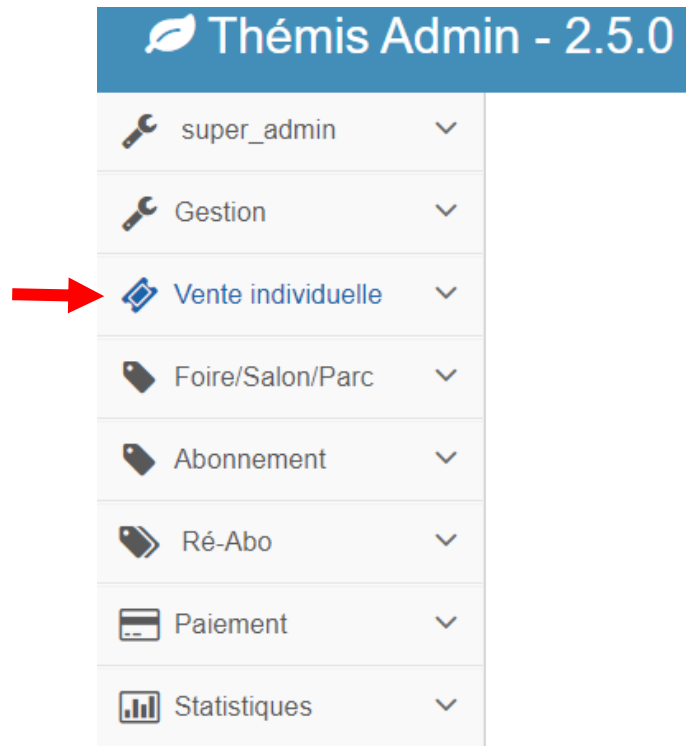 Thémis Admin - 2.5.0
super_admin
Gestion
Vente individuelle
Foire/Salon/Parc
Abonnement
Ré-Abo
Paiement
Statistiques